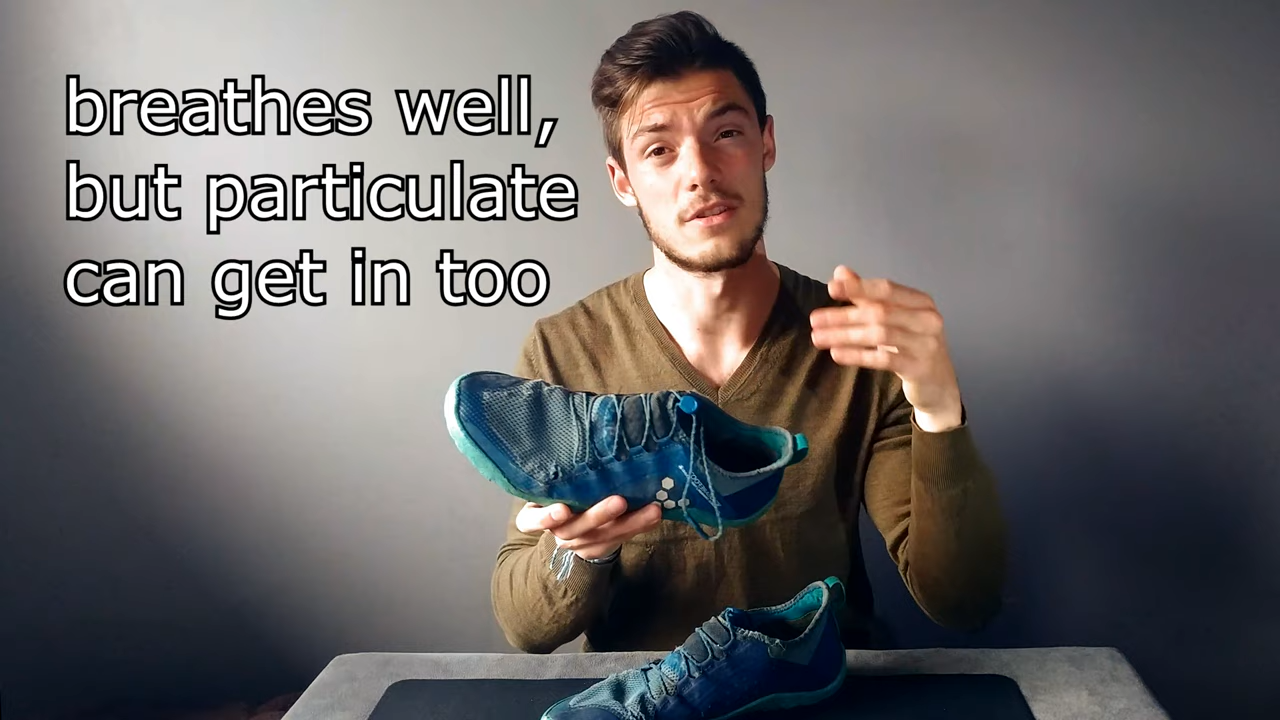 breathes well,
but particulate
can get in too